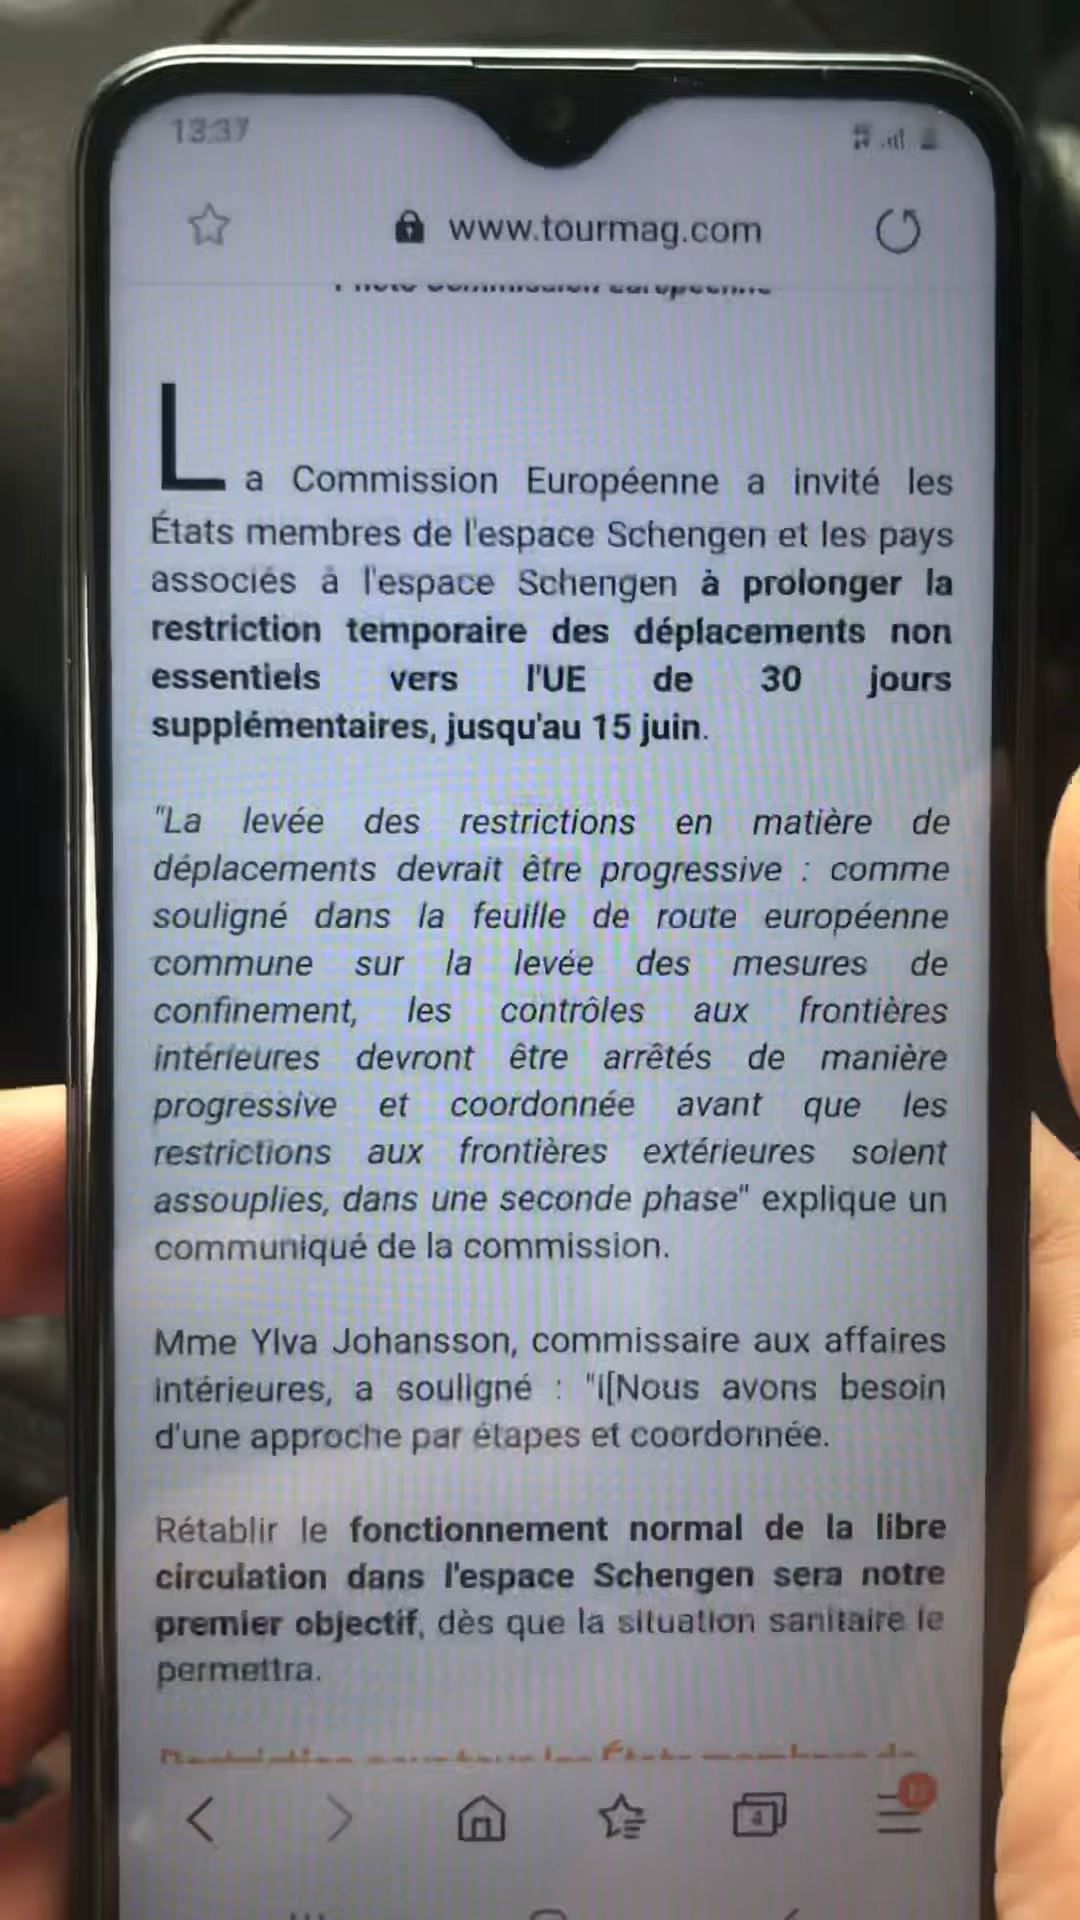 13:37
www.tourmag.com
Photo Commission Européenne
La Commission Européenne a invité les
États membres de l'espace Schengen et les pays
associés à l'espace Schengen à prolonger la
restriction temporaire des déplacements non
essentiels vers l'UE de 30 jours
supplémentaires, jusqu'au 15 juin.
"La levée des restrictions en matière de
déplacements devrait être progressive : comme
souligné dans la feuille de route européenne
commune sur la levée des mesures de
confinement, les contrôles aux frontières
intérieures devront être arrêtés de manière
progressive et coordonnée avant que les
restrictions aux frontières extérieures soient
assouplies, dans une seconde phase" explique un
communiqué de la commission.
Mme Ylva Johansson, commissaire aux affaires
intérieures, a souligné : "i[Nous avons besoin
d'une approche par étapes et coordonnée.
Rétablir le fonctionnement normal de la libre
circulation dans l'espace Schengen sera notre
premier objectif, dès que la situation sanitaire le
permettra.
4